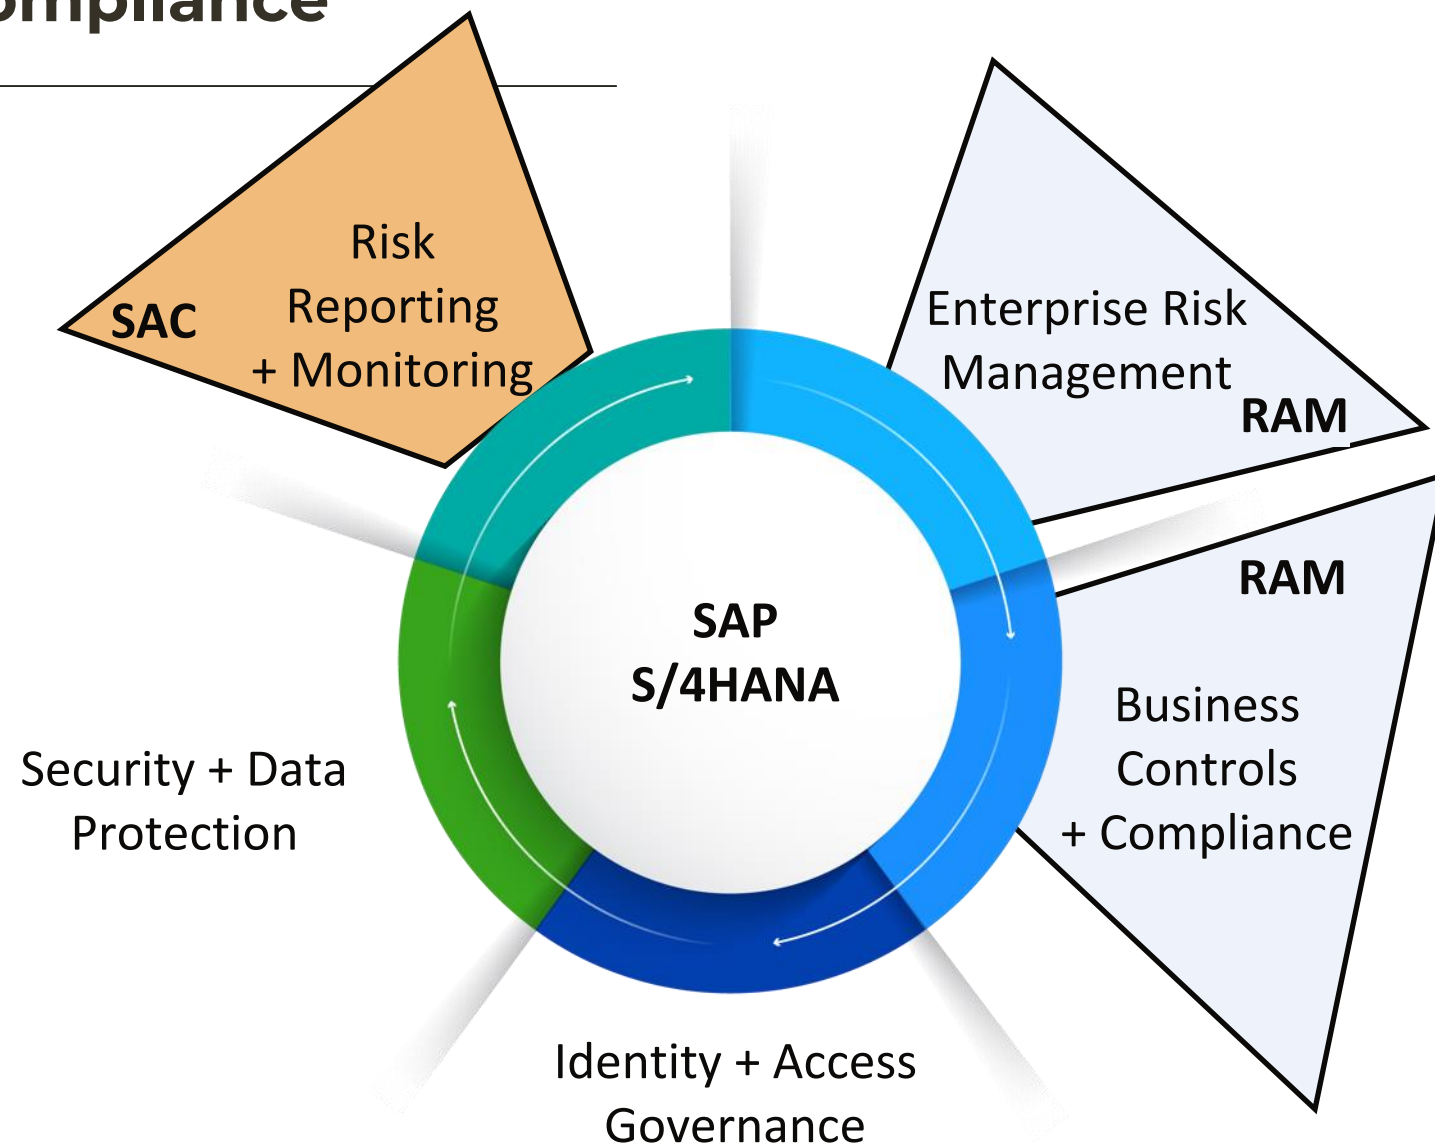 ompliance
Risk
Reporting
+ Monitoring
SAC
Enterprise Risk
Management
RAM
RAM
Business
Controls
+ Compliance
SAP
S/4HANA
Security + Data
Protection
Identity + Access
Governance